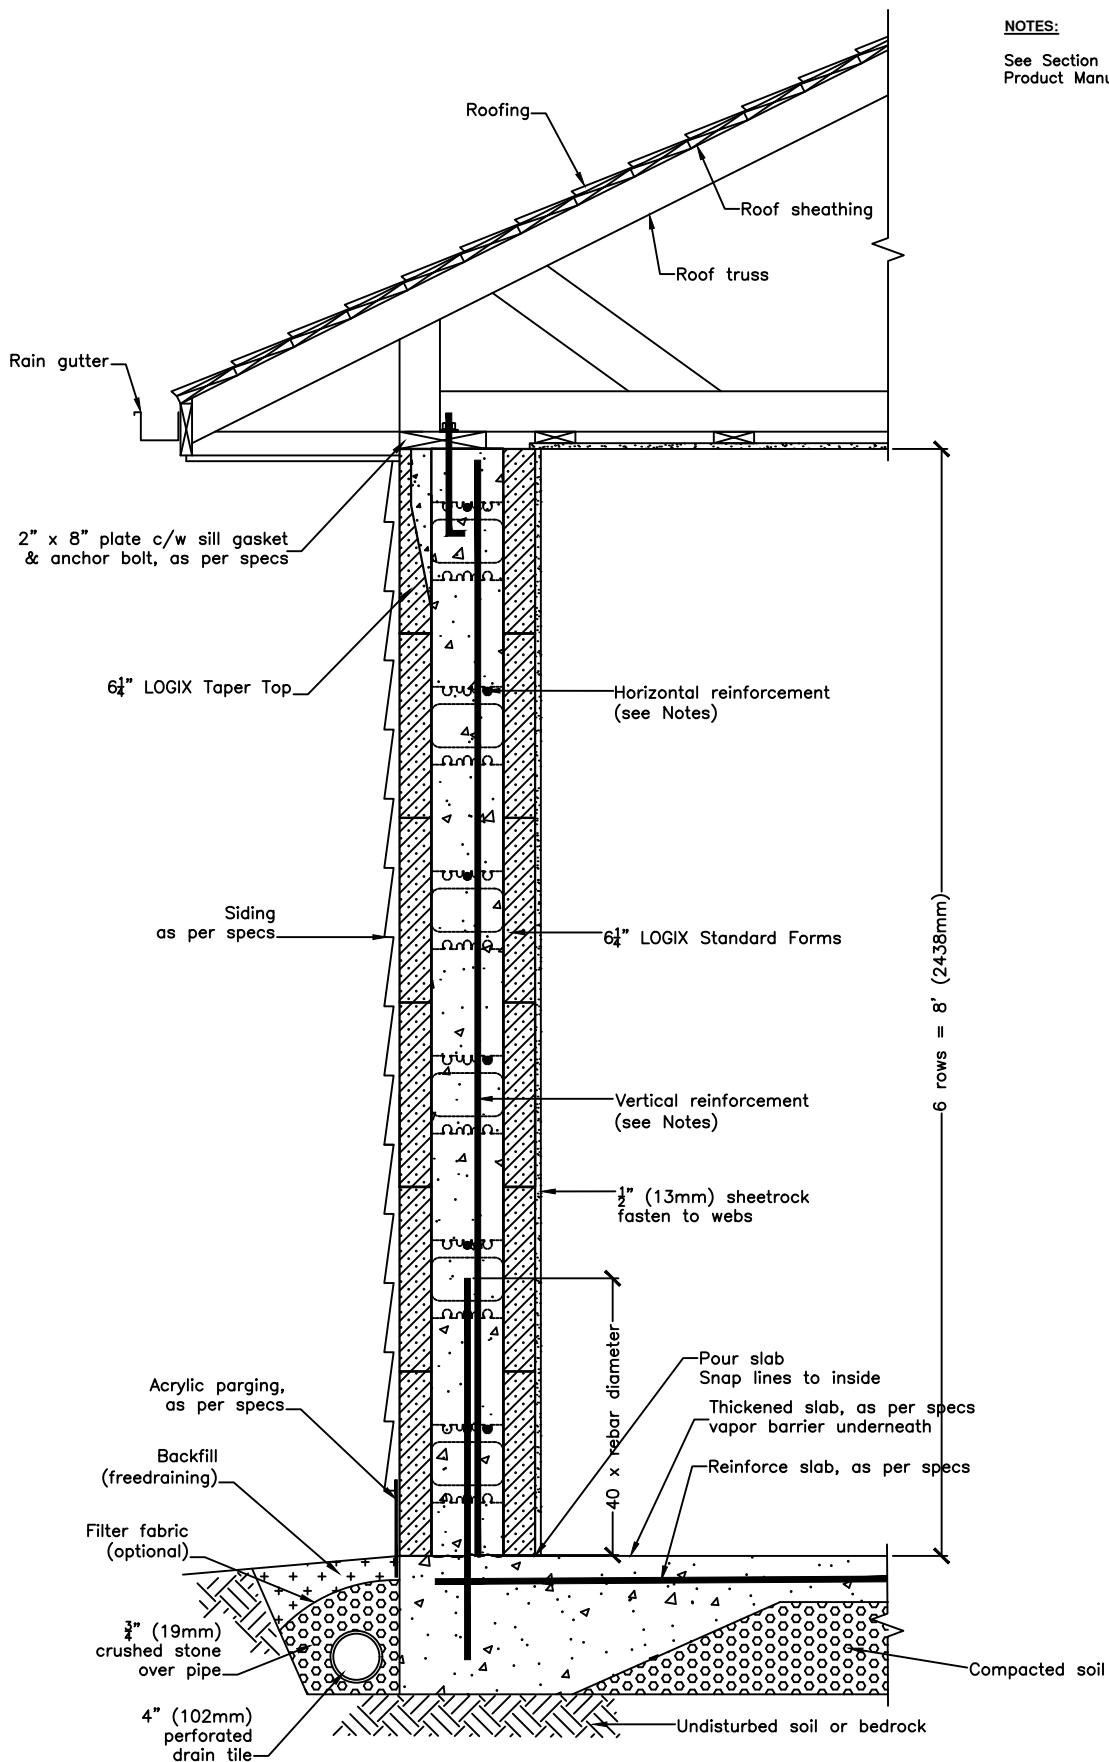 NOTES:
See Section
Product Manu
Roofing
Roof sheathing
Roof truss
Rain gutter
2” x 8” plate c/w sill gasket
& anchor bolt, as per specs
6¼” LOGIX Taper Top
Horizontal reinforcement
(see Notes)
Siding
as per specs
6¼” LOGIX Standard Forms
6 rows = 8’ (2438mm)
Vertical reinforcement
(see Notes)
½” (13mm) sheetrock
fasten to webs
40 x rebar diameter
Pour slab
Snap lines to inside
Acrylic parging,
as per specs
Thickened slab, as per specs
vapor barrier underneath
Backfill
(freedraining)
Reinforce slab, as per specs
Filter fabric
(optional)
¾” (19mm)
crushed stone
over pipe
Compacted soil
4” (102mm)
perforated
drain tile
Undisturbed soil or bedrock